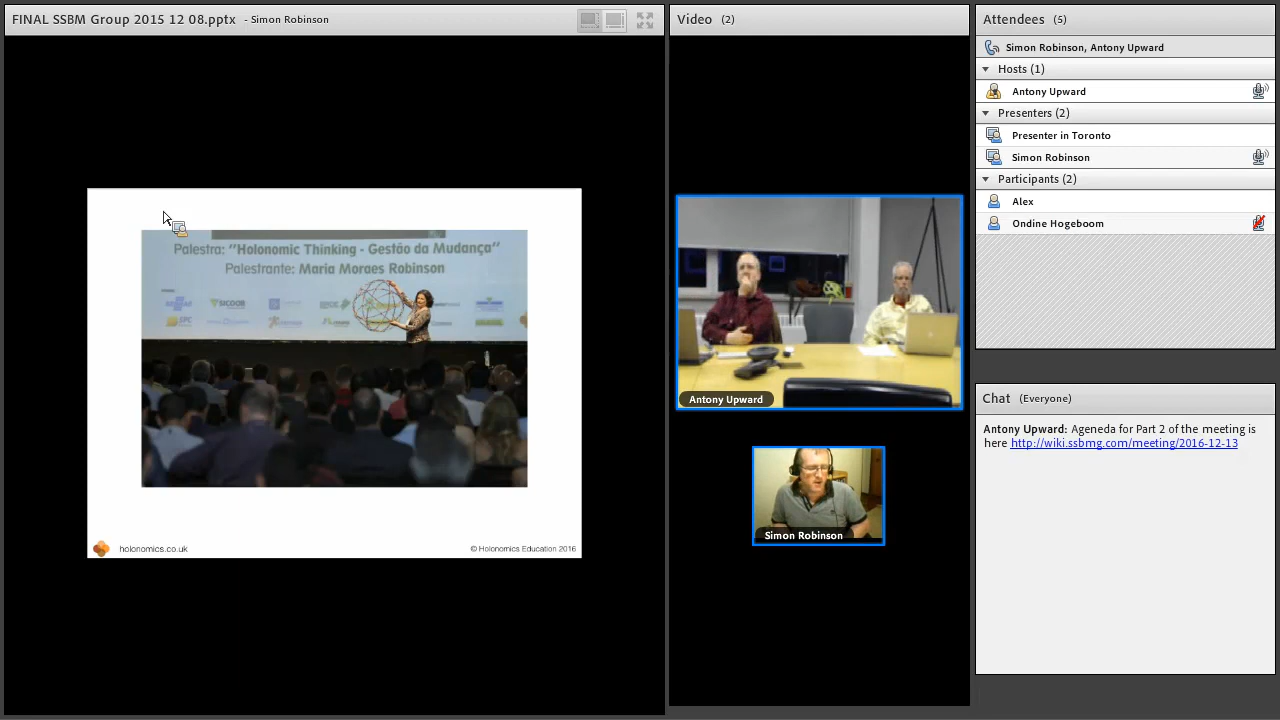 FINAL SSBM Group 2015 12 08.pptx - Simon Robinson
Palestra: “Holonomic Thinking - Gestão da Mudança”
Palestrante: Maria Moraes Robinson
SICOOB
SEBRAE
SPC
holonomics.co.uk
© Holonomics Education 2016
Video (2)
Antony Upward
Simon Robinson
Attendees (5)
Simon Robinson, Antony Upward
Hosts (1)
Antony Upward
Presenters (2)
Presenter in Toronto
Simon Robinson
Participants (2)
Alex
Ondine Hogeboom
Chat (Everyone)
Antony Upward: Ageneda for Part 2 of the meeting is
here http://wiki.ssbmg.com/meeting/2016-12-13